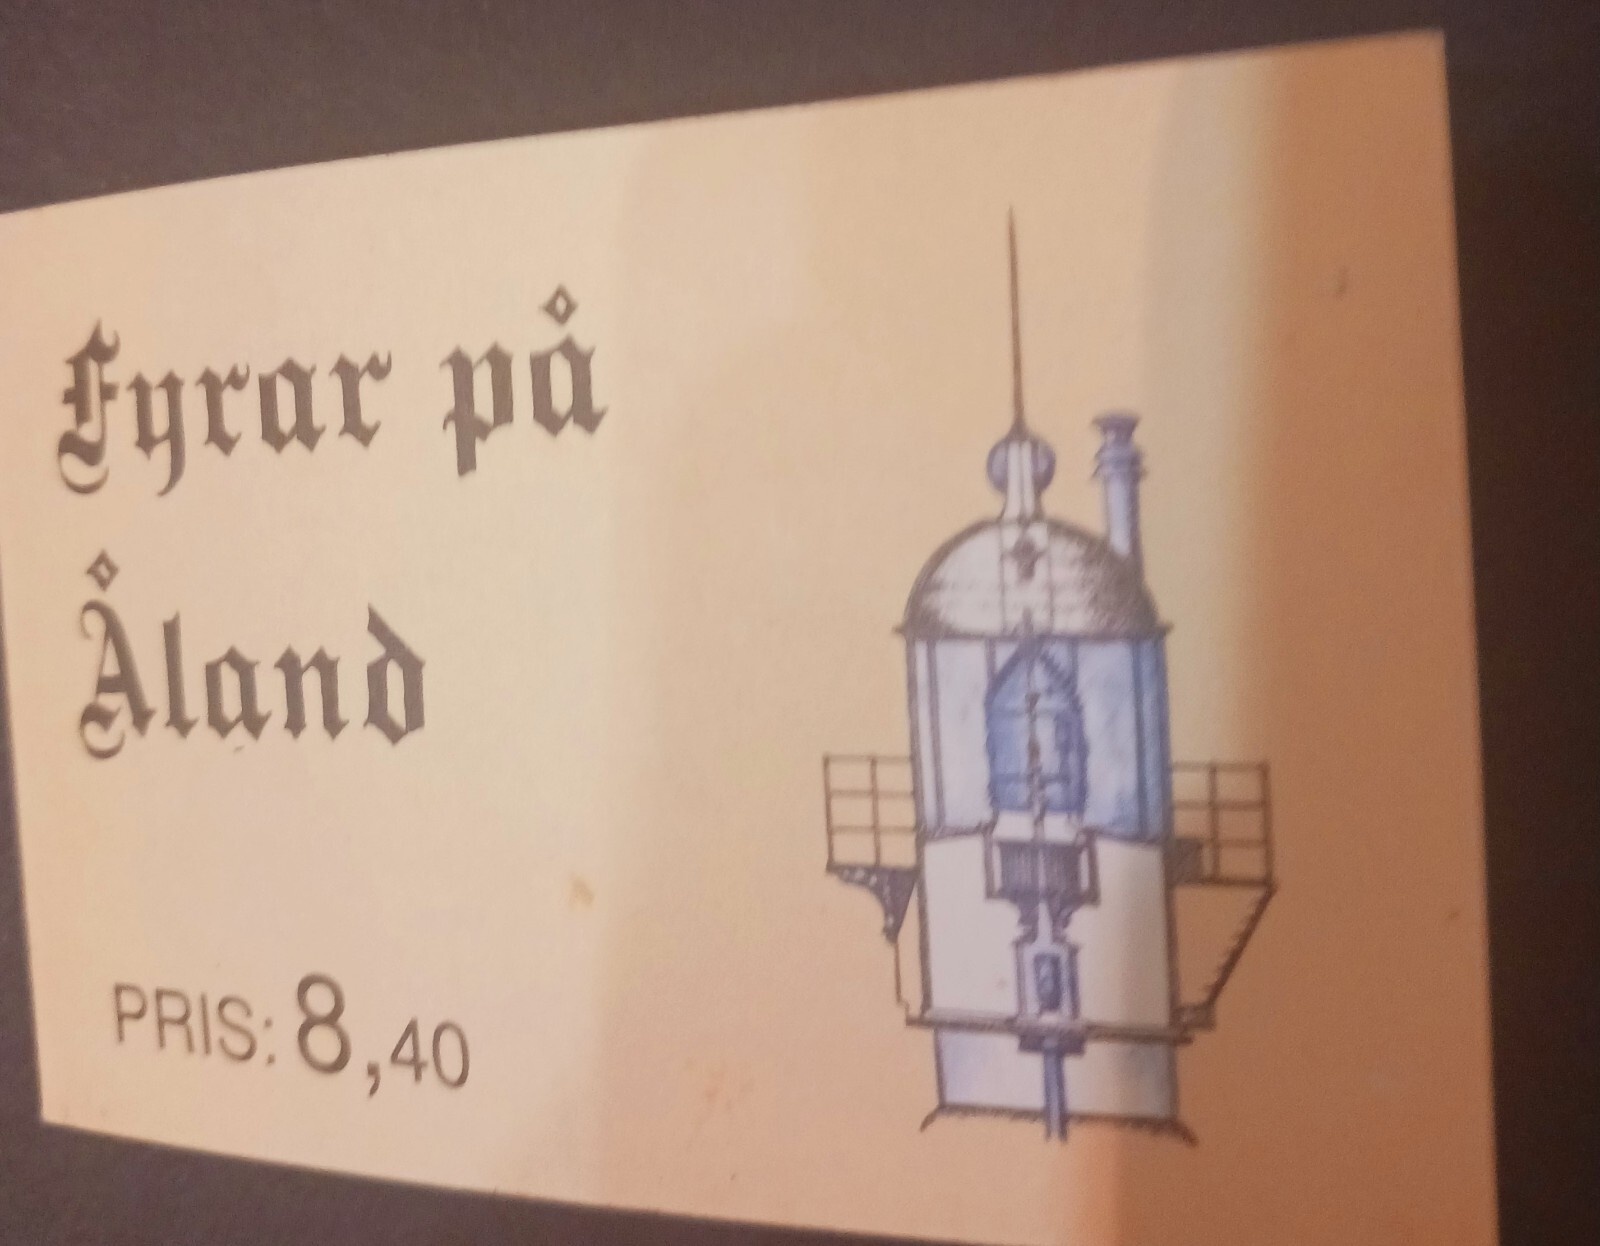 Fyrar på
Åland
PRIS: 8,40